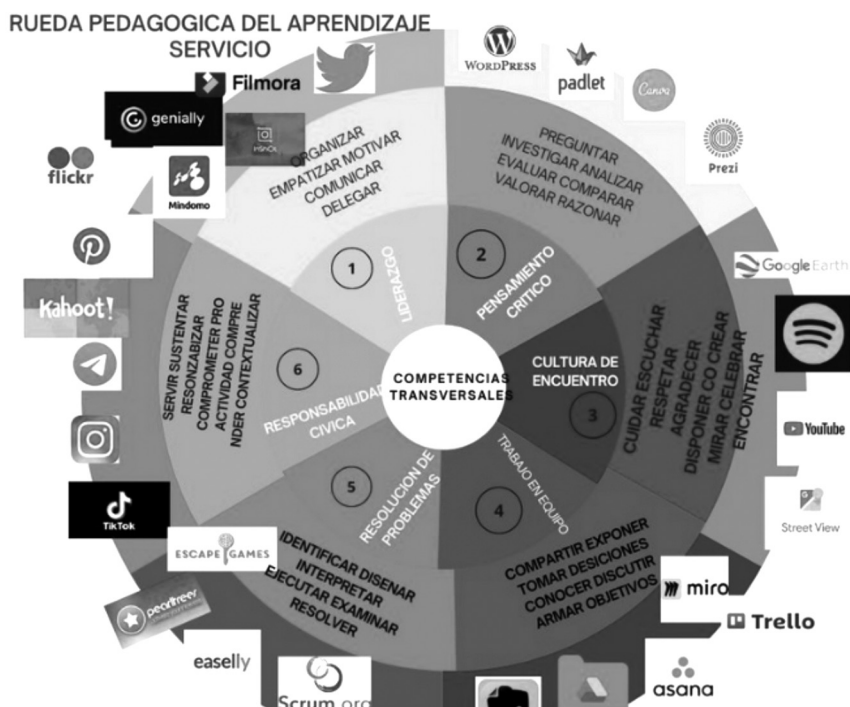 RUEDA PEDAGOGICA DEL APRENDIZAJE
SERVICIO
WORDPRESS
padlet
Canva
Prezi
Filmora
genially
flickr
Mindomo
ORGANIZAR
EMPATIZAR MOTIVAR
COMUNICAR
DELEGAR
PREGUNTAR
INVESTIGAR ANALIZAR
EVALUAR COMPARAR
VALORAR RAZONAR
1
LIDERAZGO
2
PENSAMIENTO
CRITICO
Google Earth
Kahoot!
SERVIR SUSTENTAR
RESONZABIZAR
COMPROMETER PRO
ACTIVIDAD COMPRE
NDER CONTEXTUALIZAR
6
RESPONSABILIDAD
CIVICA
COMPETENCIAS
TRANSVERSALES
CULTURA DE
ENCUENTRO
3
CUIDAR ESCUCHAR
RESPETAR
AGRADECER
DISPONER CO CREAR
MIRAR CELEBRAR
ENCONTRAR
YouTube
Street View
TikTok
5
RESOLUCION DE
PROBLEMAS
4
TRABAJO EN EQUIPO
ESCAPE GAMES
IDENTIFICAR DISENAR
INTERPRETAR
EJECUTAR EXAMINAR
RESOLVER
COMPARTIR EXPONER
TOMAR DESICIONES
CONOCER DISCUTIR
ARMAR OBJETIVOS
miro
Trello
pearltrees
easelly
Scrum.org
asana